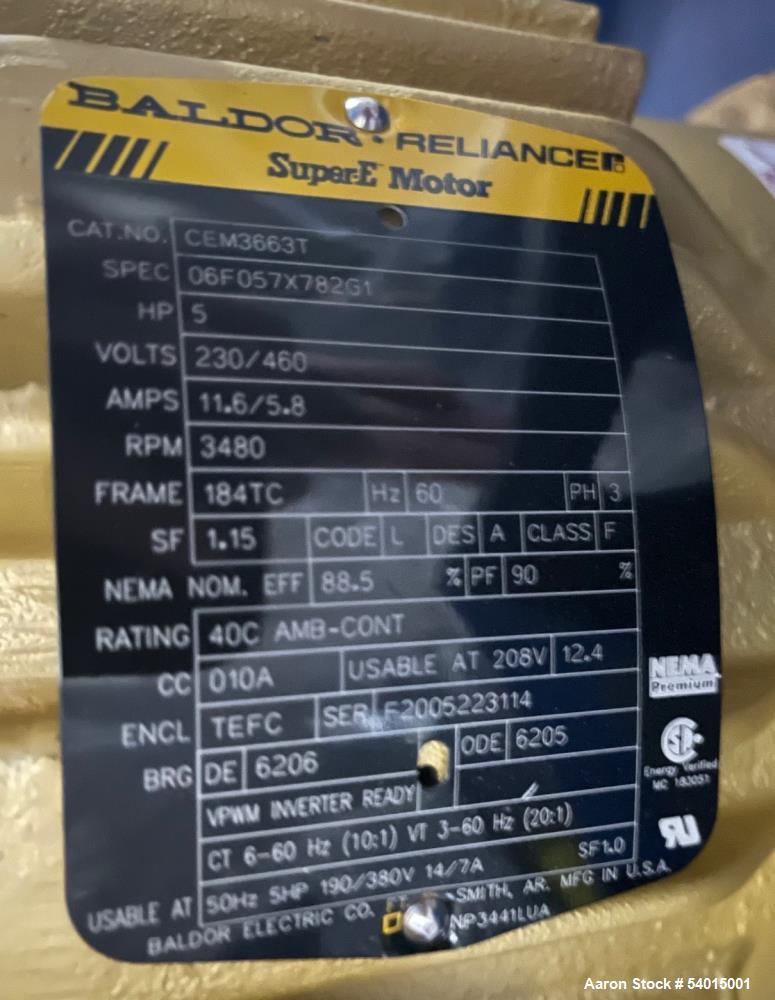 BALDOR · RELIANCE
Super-E Motor
CAT.NO. CEM3663T
SPEC 06F057X782G1
HP 5
VOLTS 230/460
AMPS 11.6/5.8
RPM 3480
FRAME 184TC Hz 60 PH 3
SF 1.15 CODE L DES A CLASS F
NEMA NOM. EFF 88.5 % PF 90 %
RATING 40C AMB-CONT
CC 010A USABLE AT 208V 12.4
ENCL TEFC SER F2005223114
BRG DE 6206 ODE 6205
VPWM INVERTER READY
CT 6-60 Hz (10:1) VT 3-60 Hz (20:1)
USABLE AT 50Hz 5HP 190/380V 14/7A SF1.0
BALDOR ELECTRIC CO. SMITH, AR. MFG IN U.S.A.
NP3441LUA
NEMA
Premium
Energy Verified
MC 183051
Aaron Stock # 54015001